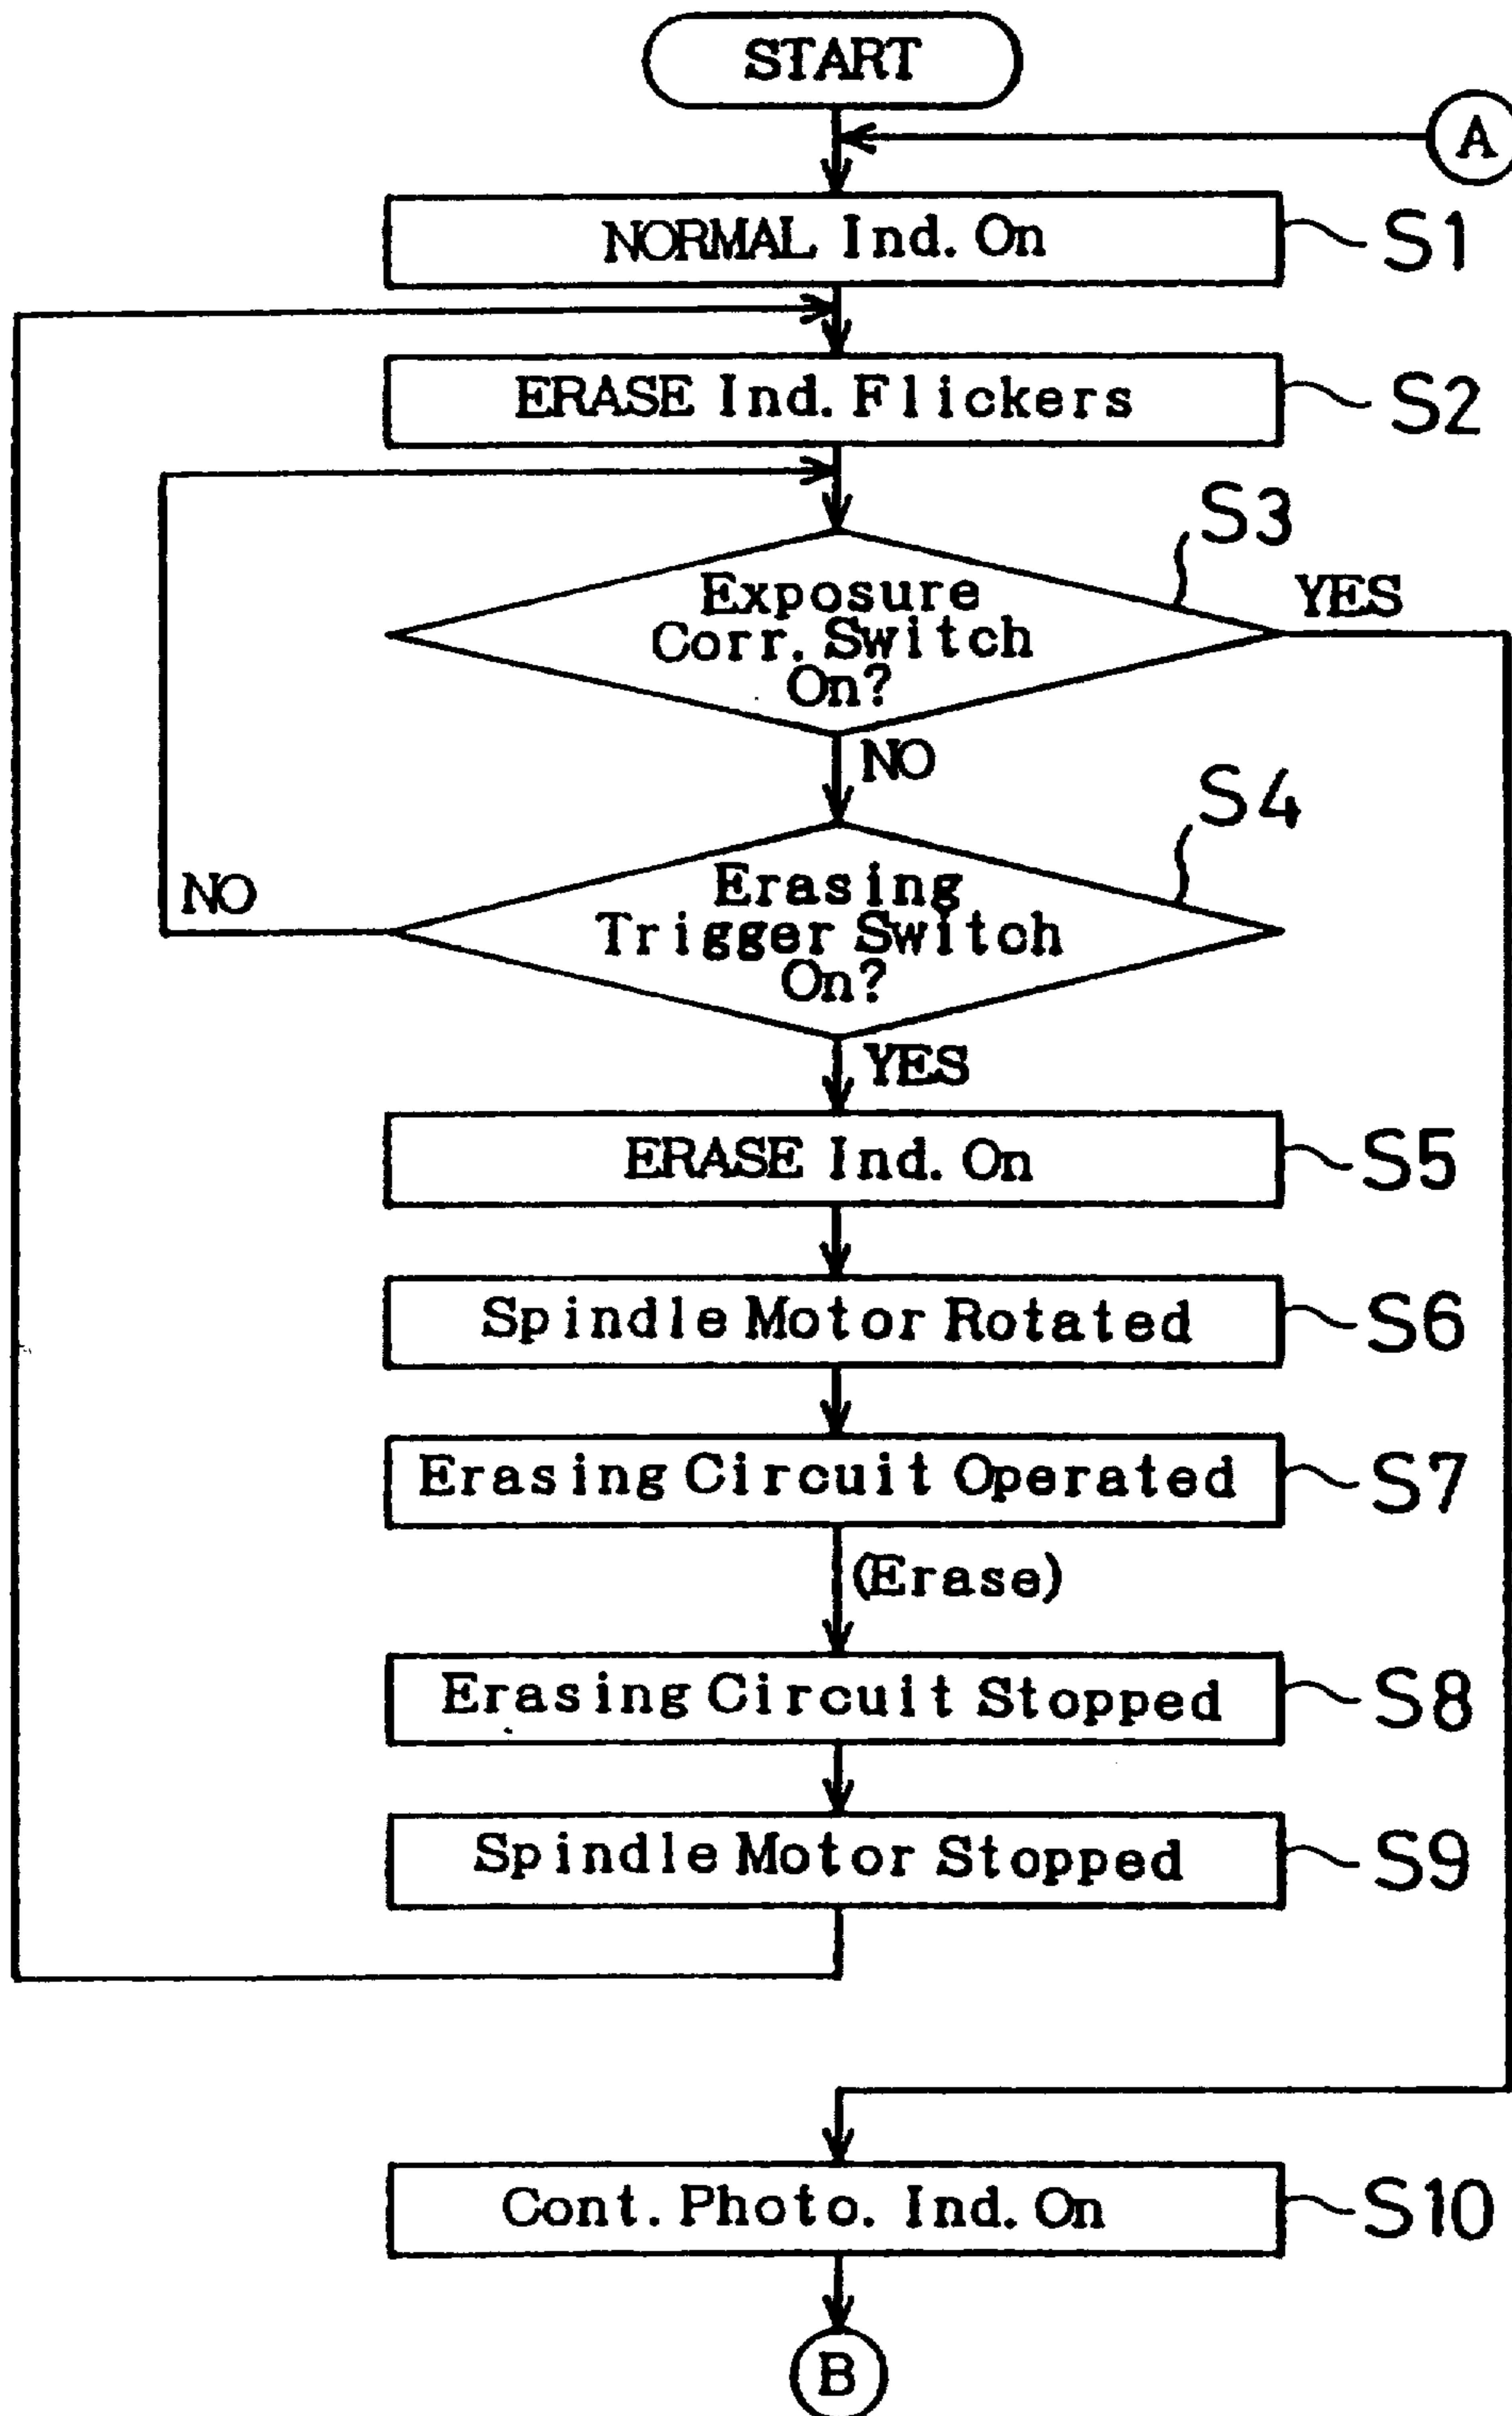 START
A
NORMAL Ind. On
S1
ERASE Ind. Flickers
S2
S3
Exposure
Corr. Switch
On?
YES
NO
S4
Erasing
Trigger Switch
On?
NO
YES
ERASE Ind. On
S5
Spindle Motor Rotated
S6
Erasing Circuit Operated
S7
(Erase)
Erasing Circuit Stopped
S8
Spindle Motor Stopped
S9
Cont. Photo. Ind. On
S10
B